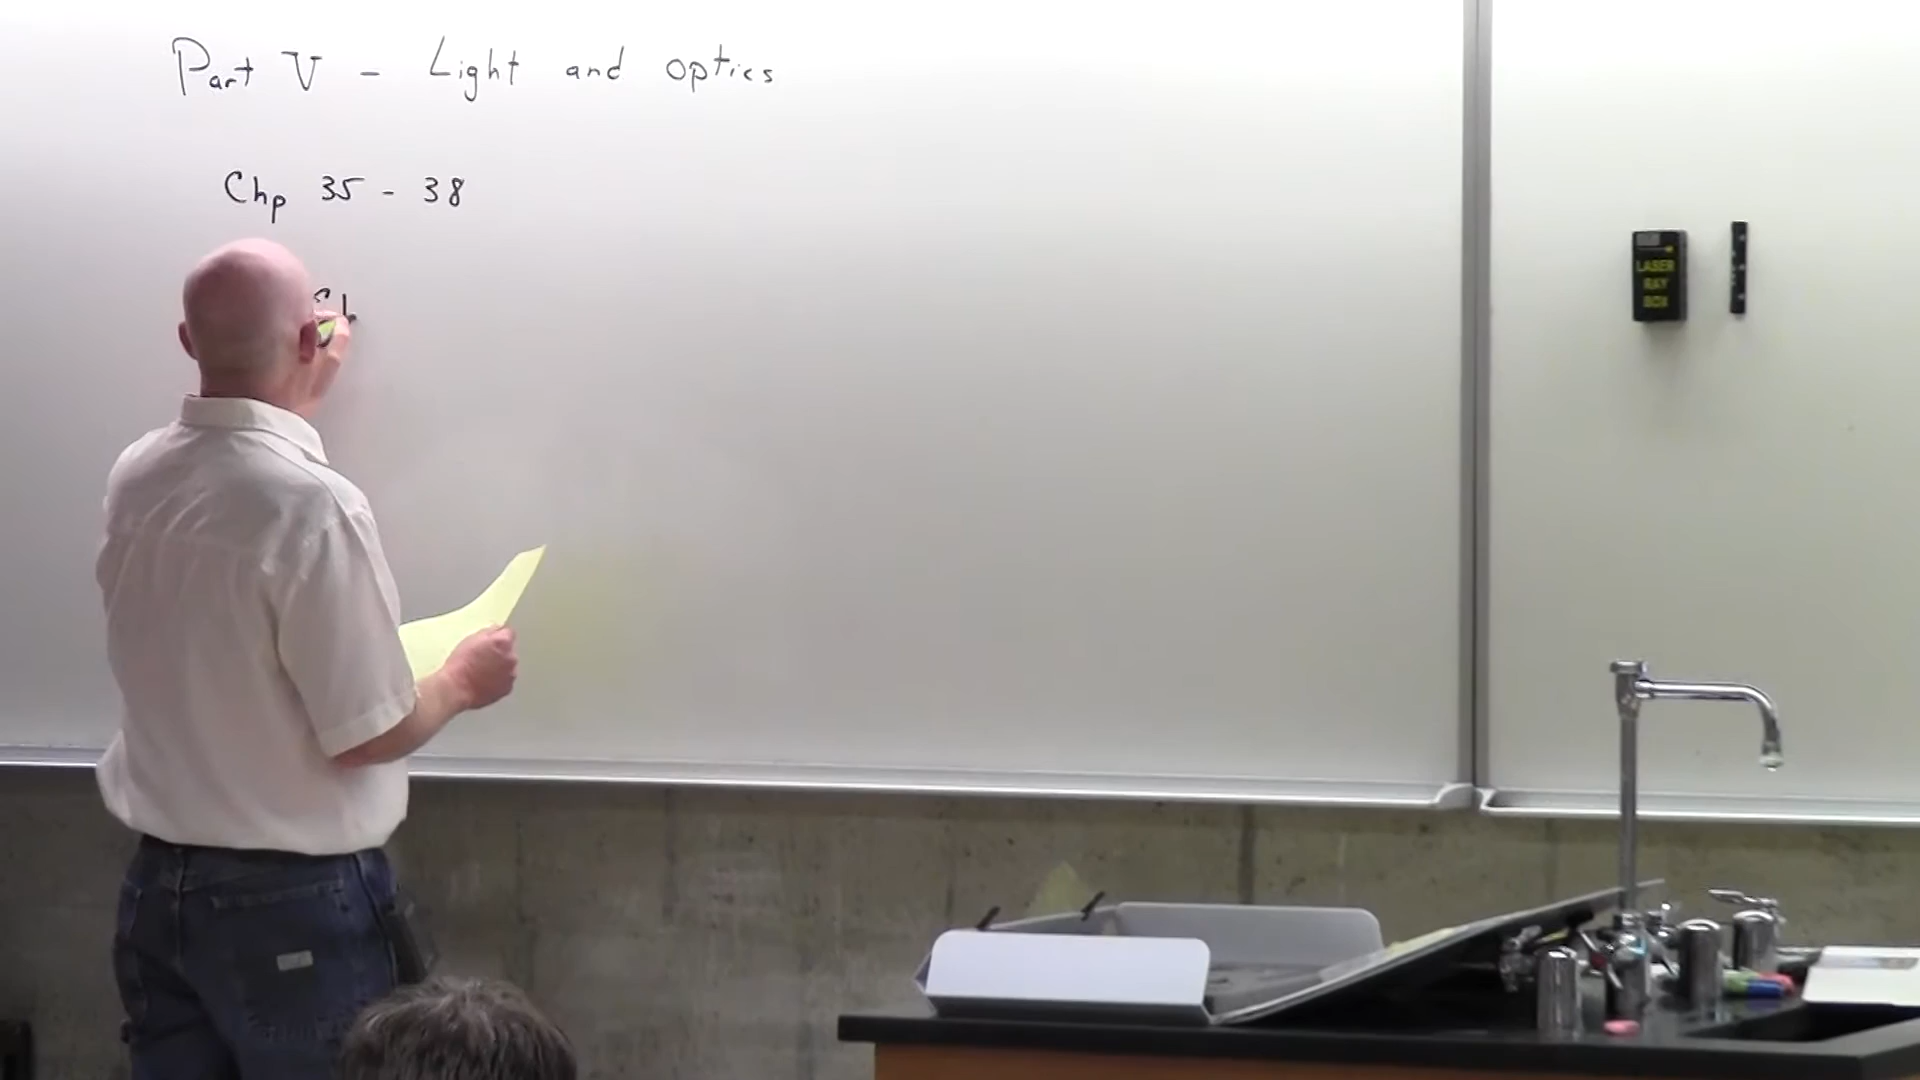 Part V - Light and optics
Chp 35 - 38
LASER
RAY
BOX